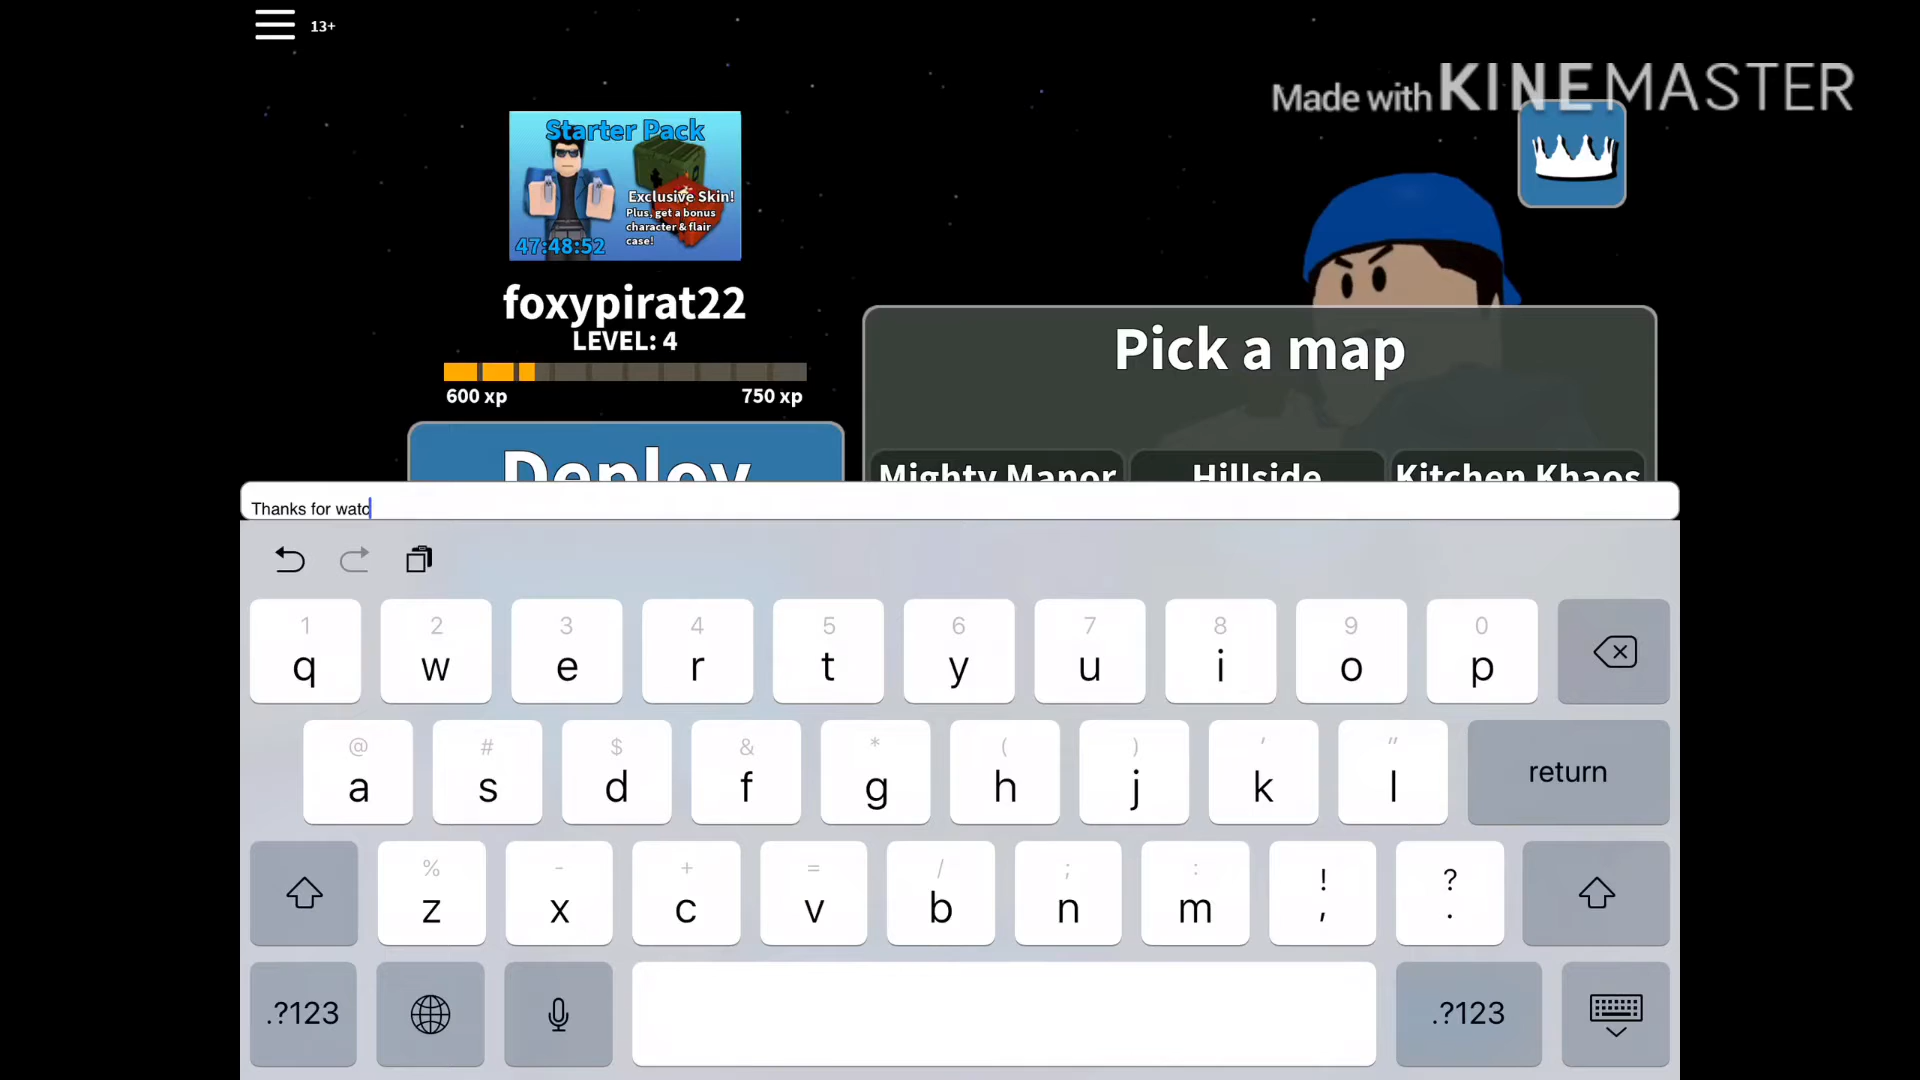 13+
Made with KINEMASTER
Starter Pack
Exclusive Skin!
Plus, get a bonus
character & flair
case!
47:48:52
foxypirat22
LEVEL: 4
600 xp 750 xp
Pick a map
Deploy
Mighty Manor Hillside Kitchen Khaos
Thanks for watc
1 2 3 4 5 6 7 8 9 0
q w e r t y u i o p
@ # $ & * ( ) ' "
a s d f g h j k l return
% - + = / ; : ! ?
z x c v b n m , .
.?123 .?123